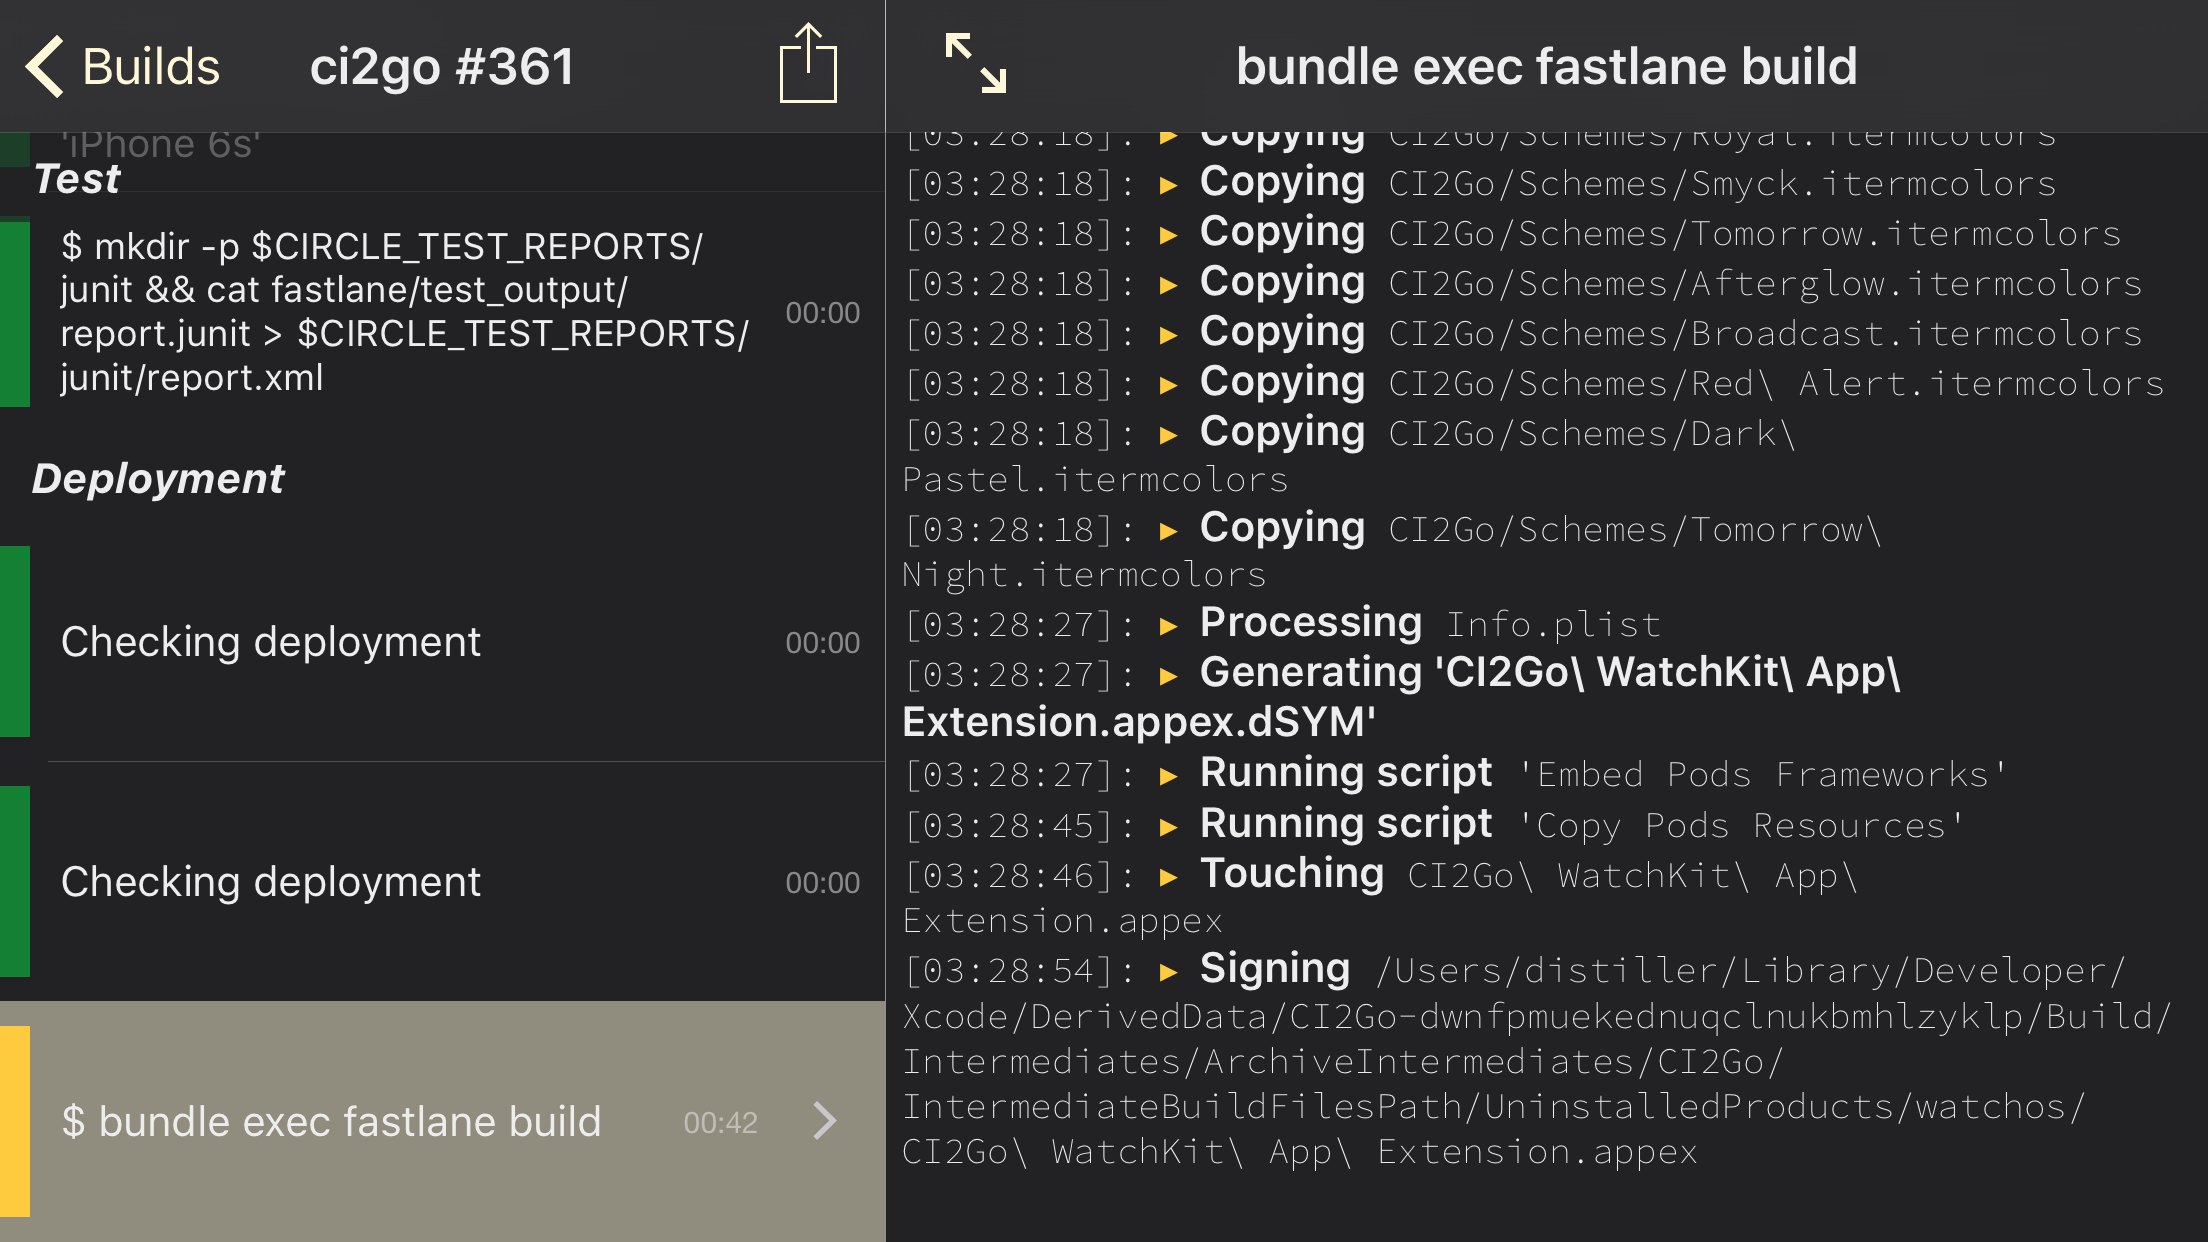 Builds
ci2go #361
'iPhone 6s'
Test
$ mkdir -p $CIRCLE_TEST_REPORTS/
junit && cat fastlane/test_output/
report.junit > $CIRCLE_TEST_REPORTS/
junit/report.xml
00:00
Deployment
Checking deployment
00:00
Checking deployment
00:00
$ bundle exec fastlane build
00:42
bundle exec fastlane build
[03:28:18]: ▸ Copying CI2Go/Schemes/Royal.itermcolors
[03:28:18]: ▸ Copying CI2Go/Schemes/Smyck.itermcolors
[03:28:18]: ▸ Copying CI2Go/Schemes/Tomorrow.itermcolors
[03:28:18]: ▸ Copying CI2Go/Schemes/Afterglow.itermcolors
[03:28:18]: ▸ Copying CI2Go/Schemes/Broadcast.itermcolors
[03:28:18]: ▸ Copying CI2Go/Schemes/Red\ Alert.itermcolors
[03:28:18]: ▸ Copying CI2Go/Schemes/Dark\
Pastel.itermcolors
[03:28:18]: ▸ Copying CI2Go/Schemes/Tomorrow\
Night.itermcolors
[03:28:27]: ▸ Processing Info.plist
[03:28:27]: ▸ Generating 'CI2Go\ WatchKit\ App\
Extension.appex.dSYM'
[03:28:27]: ▸ Running script 'Embed Pods Frameworks'
[03:28:45]: ▸ Running script 'Copy Pods Resources'
[03:28:46]: ▸ Touching CI2Go\ WatchKit\ App\
Extension.appex
[03:28:54]: ▸ Signing /Users/distiller/Library/Developer/
Xcode/DerivedData/CI2Go-dwnfpmuekednuqclnukbmhlzyklp/Build/
Intermediates/ArchiveIntermediates/CI2Go/
IntermediateBuildFilesPath/UninstalledProducts/watchos/
CI2Go\ WatchKit\ App\ Extension.appex